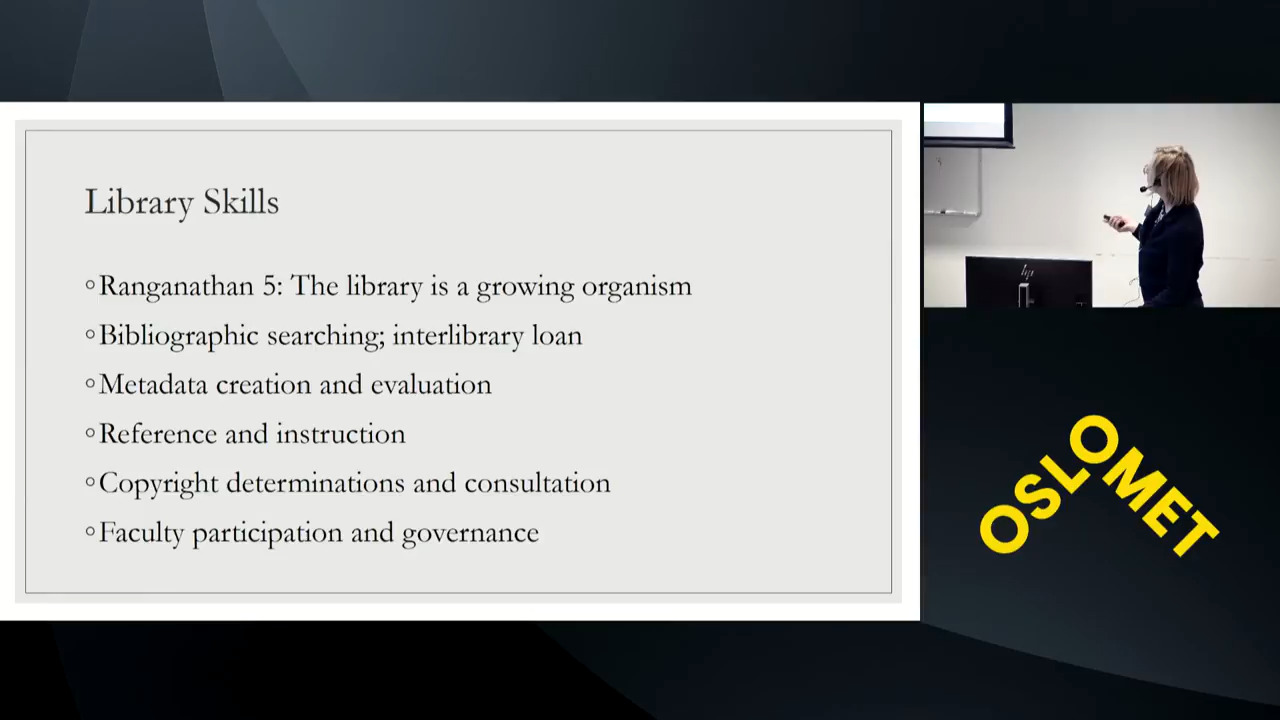 Library Skills
◦Ranganathan 5: The library is a growing organism
◦Bibliographic searching; interlibrary loan
◦Metadata creation and evaluation
◦Reference and instruction
◦Copyright determinations and consultation
◦Faculty participation and governance
hp
OSLOMET